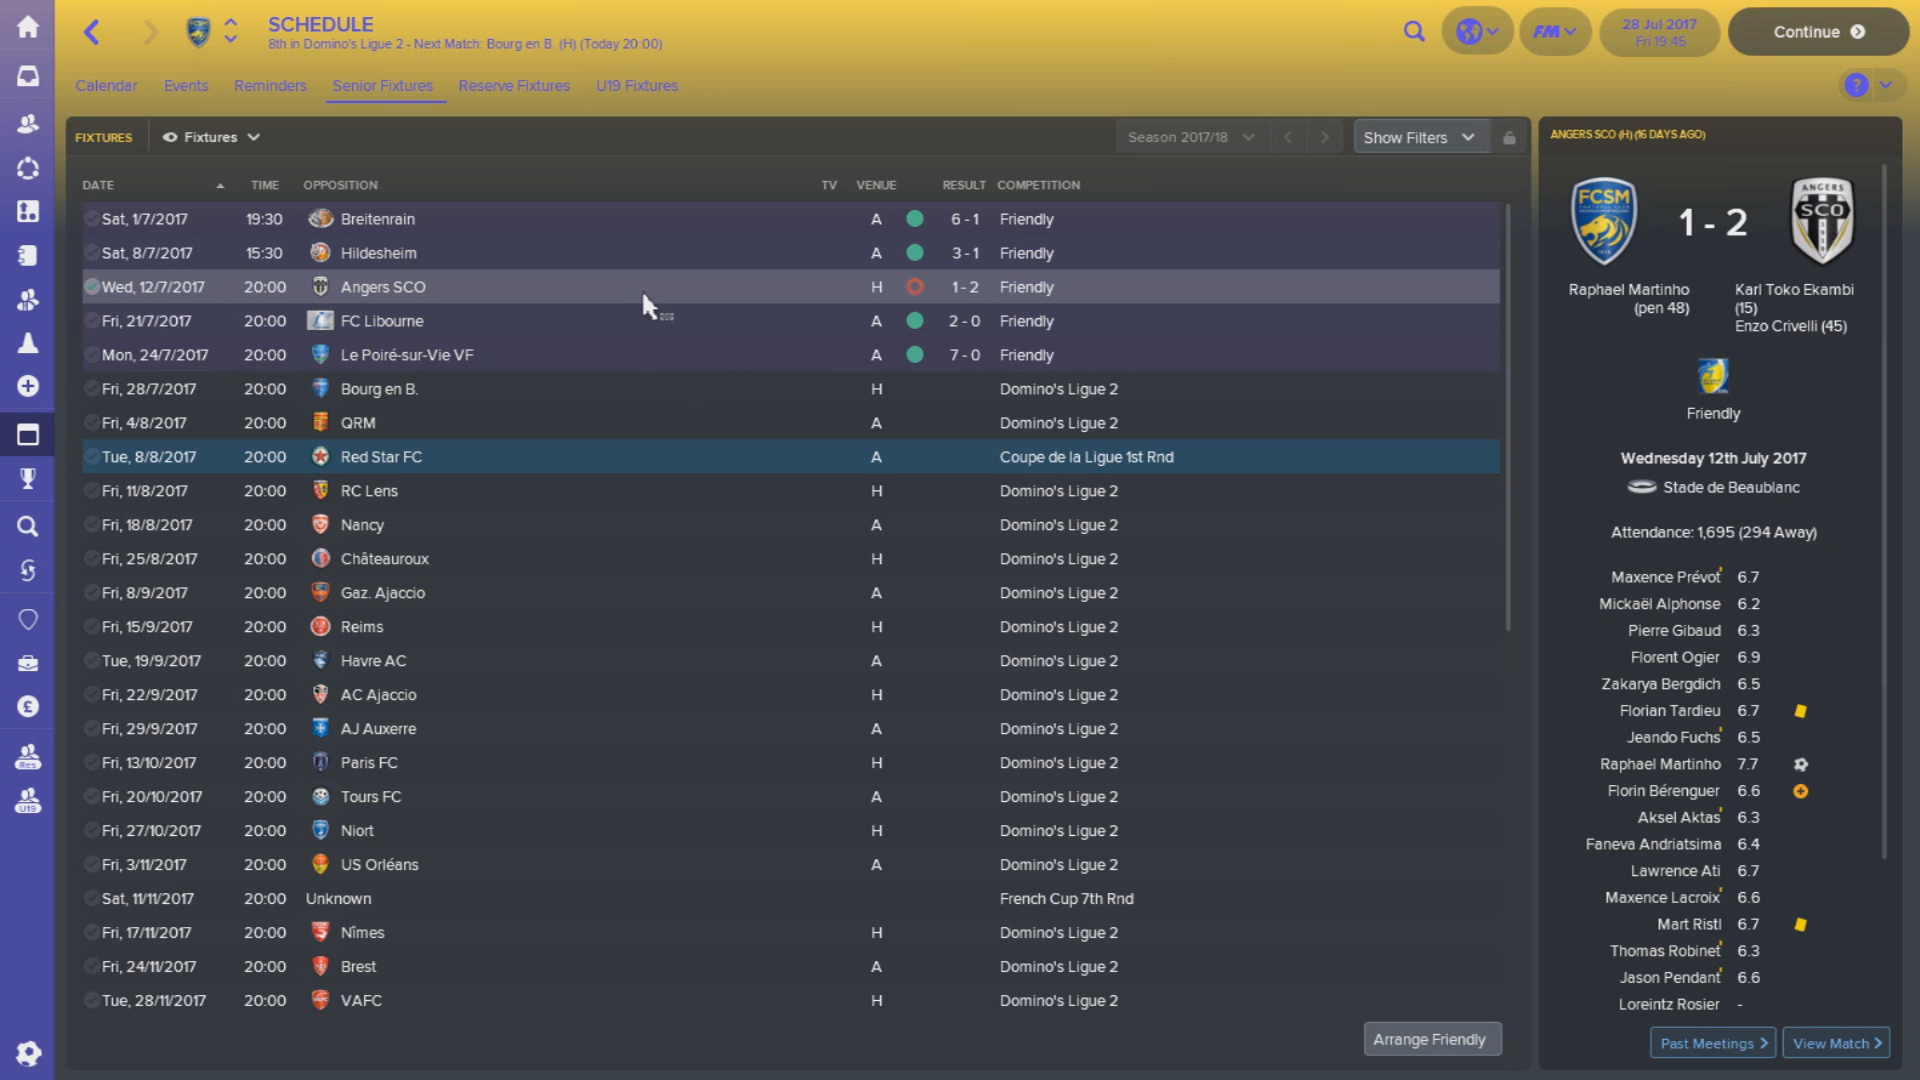 SCHEDULE
8th in Domino's Ligue 2 - Next Match: Bourg en B. (H) (Today 20:00)
FM
28 Jul 2017
Fri 19:45
Continue
Calendar Events Reminders Senior Fixtures Reserve Fixtures U19 Fixtures
?
FIXTURES Fixtures Season 2017/18 Show Filters
DATE TIME OPPOSITION TV VENUE RESULT COMPETITION
Sat, 1/7/2017 19:30 Breitenrain A 6 - 1 Friendly
Sat, 8/7/2017 15:30 Hildesheim A 3 - 1 Friendly
Wed, 12/7/2017 20:00 Angers SCO H 1 - 2 Friendly
Fri, 21/7/2017 20:00 FC Libourne A 2 - 0 Friendly
Mon, 24/7/2017 20:00 Le Poiré-sur-Vie VF A 7 - 0 Friendly
Fri, 28/7/2017 20:00 Bourg en B. H Domino's Ligue 2
Fri, 4/8/2017 20:00 QRM A Domino's Ligue 2
Tue, 8/8/2017 20:00 Red Star FC A Coupe de la Ligue 1st Rnd
Fri, 11/8/2017 20:00 RC Lens H Domino's Ligue 2
Fri, 18/8/2017 20:00 Nancy A Domino's Ligue 2
Fri, 25/8/2017 20:00 Châteauroux H Domino's Ligue 2
Fri, 8/9/2017 20:00 Gaz. Ajaccio A Domino's Ligue 2
Fri, 15/9/2017 20:00 Reims H Domino's Ligue 2
Tue, 19/9/2017 20:00 Havre AC A Domino's Ligue 2
Fri, 22/9/2017 20:00 AC Ajaccio H Domino's Ligue 2
Fri, 29/9/2017 20:00 AJ Auxerre A Domino's Ligue 2
Fri, 13/10/2017 20:00 Paris FC H Domino's Ligue 2
Fri, 20/10/2017 20:00 Tours FC A Domino's Ligue 2
Fri, 27/10/2017 20:00 Niort H Domino's Ligue 2
Fri, 3/11/2017 20:00 US Orléans A Domino's Ligue 2
Sat, 11/11/2017 20:00 Unknown French Cup 7th Rnd
Fri, 17/11/2017 20:00 Nîmes H Domino's Ligue 2
Fri, 24/11/2017 20:00 Brest A Domino's Ligue 2
Tue, 28/11/2017 20:00 VAFC H Domino's Ligue 2
Arrange Friendly
Res
U19
ANGERS SCO (H) (16 DAYS AGO)
FCSM
1 - 2
ANGERS
SCO
Raphael Martinho
(pen 48)
Karl Toko Ekambi
(15)
Enzo Crivelli (45)
Friendly
Wednesday 12th July 2017
Stade de Beaublanc
Attendance: 1,695 (294 Away)
Maxence Prévot 6.7
Mickaël Alphonse 6.2
Pierre Gibaud 6.3
Florent Ogier 6.9
Zakarya Bergdich 6.5
Florian Tardieu 6.7
Jeando Fuchs 6.5
Raphael Martinho 7.7
Florin Bérenguer 6.6
Aksel Aktas 6.3
Faneva Andriatsima 6.4
Lawrence Ati 6.7
Maxence Lacroix 6.6
Mart Ristl 6.7
Thomas Robinet 6.3
Jason Pendant 6.6
Loreintz Rosier -
Past Meetings
View Match